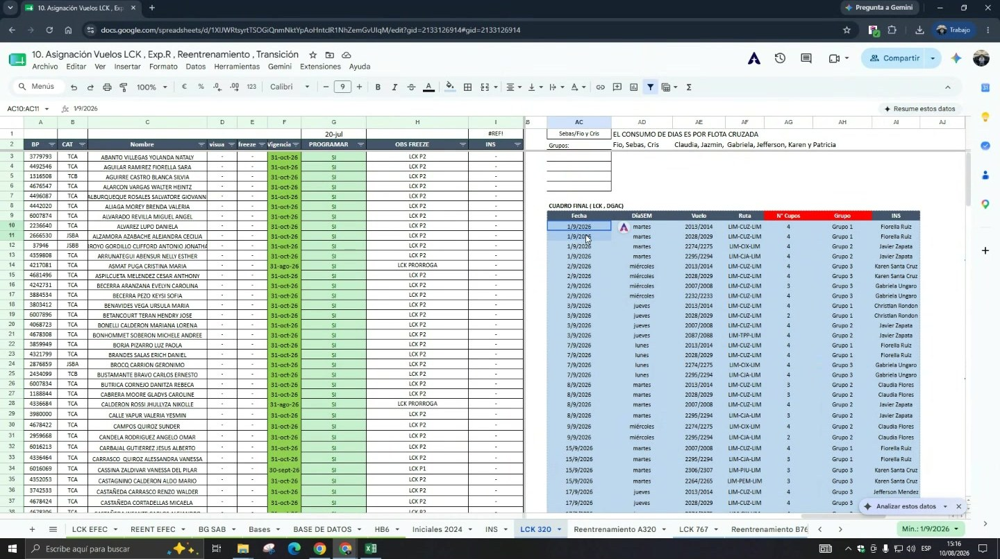 10. Asignación Vuelos LCK , Exp
Pregunta a Gemini
docs.google.com/spreadsheets/d/1XIJWRtsyrtTSOGiQnmNktYpAoHntcIR1NhZemGvUIqM/edit?gid=2133126914#gid=2133126914
Trabajo
10. Asignación Vuelos LCK , Exp.R , Reentrenamiento , Transición
Archivo Editar Ver Insertar Formato Datos Herramientas Gemini Extensiones Ayuda
Compartir
Menús 100% € % .0 .00 123 Calibri 9
AC10:AC11 1/9/2026
Resume estos datos
A B C D E F G H I AC AD AE AF AG AH AI AJ
1 20-jul #REF! Sebas/Fio y Cris EL CONSUMO DE DIAS ES POR FLOTA CRUZADA
2 BP CAT Nombre visua freeze Vigencia PROGRAMAR OBS FREEZE INS Grupos: Fio, Sebas, Cris Claudia, Jazmin, Gabriela, Jefferson, Karen y Patricia
3 3779793 TCA ABANTO VILLEGAS YOLANDA NATALY - - 31-oct-26 SI LCK P2 -
4 4492546 TCA AGUILAR RAMIREZ FIORELLA SARA - - 31-oct-26 SI LCK P2 -
5 1316508 TCB AGUIRRE CASTRO BLANCA SILVIA - - 31-oct-26 SI LCK P2 -
6 4676547 TCA ALARCON VARGAS WALTER HEINTZ - - 31-oct-26 SI LCK P2 -
7 4496087 TCA ALBURQUEQUE ROSALES SALVATORE GIOVANN - - 31-oct-26 SI LCK P2 -
8 4442020 TCA ALIAGA MOREY BRENDA VALERIA - - 31-oct-26 SI LCK P2 - CUADRO FINAL ( LCK , DGAC)
9 6007874 TCA ALVARADO REVILLA MIGUEL ANGEL - - 31-oct-26 SI LCK P2 - Fecha DíaSEM Vuelo Ruta N° Cupos Grupo INS
10 2236640 TCA ALVAREZ LUPO DANIELA - - 31-oct-26 SI LCK P2 - 1/9/2026 martes 2013/2014 LIM-CUZ-LIM 4 Grupo 1 Fiorella Ruiz
11 2666530 JSBA ALZAMORA AZABACHE ALEJANDRA CECILIA - - 31-oct-26 SI LCK P2 - 1/9/2026 martes 2028/2029 LIM-CUZ-LIM 4 Grupo 1 Fiorella Ruiz
12 37946 JSBB RROYO GORDILLO CLIFFORD ANTONIO JONATHA - - 31-oct-26 SI LCK P2 - 1/9/2026 martes 2274/2275 LIM-CIX-LIM 4 Grupo 2 Javier Zapata
13 4359808 TCA ARRUNATEGUI ABENSUR NELLY ESTHER - - 31-oct-26 SI LCK P2 - 1/9/2026 martes 2295/2294 LIM-CJA-LIM 4 Grupo 2 Javier Zapata
14 4217081 TCA ASMAT PUGA CRISTINA MARIA - - 31-ago-26 SI LCK PRORROGA - 2/9/2026 miércoles 2013/2014 LIM-CUZ-LIM 4 Grupo 3 Karen Santa Cruz
15 4681496 TCA ASPILCUETA MELENDEZ CESAR ANTHONY - - 31-oct-26 SI LCK P2 - 2/9/2026 miércoles 2028/2029 LIM-CUZ-LIM 4 Grupo 3 Karen Santa Cruz
16 4242731 TCA BECERRA ARANZANA EVELYN CAROLINA - - 31-oct-26 SI LCK P2 - 2/9/2026 miércoles 2007/2008 LIM-CUZ-LIM 3 Grupo 3 Gabriela Ungaro
17 3884534 TCA BECERRA PEZO KEYSI SOFIA - - 31-oct-26 SI LCK P2 - 2/9/2026 miércoles 2232/2233 LIM-CUZ-LIM 4 Grupo 3 Gabriela Ungaro
18 3803412 TCA BENAVIDES VEGA URSULA MARIA - - 31-oct-26 SI LCK P2 - 3/9/2026 jueves 2013/2014 LIM-CUZ-LIM 4 Grupo 1 Christian Rondon
19 6007896 TCA BETANCOURT TERAN HENDRY JOSE - - 31-oct-26 SI LCK P2 - 3/9/2026 jueves 2028/2029 LIM-CUZ-LIM 2 Grupo 1 Christian Rondon
20 4068723 TCA BONELLI CALDERON MARIANA LORENA - - 31-oct-26 SI LCK P2 - 3/9/2026 jueves 2007/2008 LIM-CUZ-LIM 4 Grupo 2 Javier Zapata
21 4678308 TCA BONHOMMET SOBERON MICHELE ANDREE - - 31-oct-26 SI LCK P2 - 3/9/2026 jueves 2087/2088 LIM-TPP-LIM 4 Grupo 2 Javier Zapata
22 3859949 TCA BORJA PIZARRO LUZ PAOLA - - 31-oct-26 SI LCK P2 - 7/9/2026 lunes 2013/2014 LIM-CUZ-LIM 4 Grupo 1 Fiorella Ruiz
23 4321799 TCA BRANDES SALAS ERICH DANIEL - - 31-oct-26 SI LCK P2 - 7/9/2026 lunes 2028/2029 LIM-CUZ-LIM 4 Grupo 1 Fiorella Ruiz
24 2876859 JSBA BROCQ CARRION GERONIMO - - 31-oct-26 SI LCK P2 - 7/9/2026 lunes 2274/2275 LIM-CIX-LIM 4 Grupo 3 Gabriela Ungaro
25 2434099 TCB BUSTAMANTE BRAVO CARLOS ERNESTO - - 31-oct-26 SI LCK P2 - 7/9/2026 lunes 2295/2294 LIM-CJA-LIM 4 Grupo 3 Gabriela Ungaro
26 6007834 TCA BUTRICA CORNEJO DANITZA REBECA - - 31-oct-26 SI LCK P2 - 8/9/2026 martes 2013/2014 LIM-CUZ-LIM 3 Grupo 2 Claudia Flores
27 1188844 TCA CABRERA MOORE GLADYS CAROLINE - - 31-oct-26 SI LCK P2 - 8/9/2026 martes 2028/2029 LIM-CUZ-LIM 3 Grupo 2 Claudia Flores
28 4336684 TCA CALDERON ROSSI JHULLYZA NIKOLLE - - 31-ago-26 SI LCK PRORROGA - 8/9/2026 martes 2007/2008 LIM-CUZ-LIM 4 Grupo 2 Javier Zapata
29 3980000 TCA CALLE YAPUR VALERIA YESMIN - - 31-oct-26 SI LCK P2 - 8/9/2026 martes 2295/2294 LIM-CJA-LIM 3 Grupo 2 Javier Zapata
30 4678422 TCA CAMPOS QUIROZ SUNDER - - 31-oct-26 SI LCK P2 - 9/9/2026 miércoles 2274/2275 LIM-CIX-LIM 4 Grupo 2 Claudia Flores
31 2959668 TCA CANDELA RODRIGUEZ ANGELO OMAR - - 31-oct-26 SI LCK P2 - 9/9/2026 miércoles 2295/2294 LIM-CJA-LIM 2 Grupo 2 Claudia Flores
32 6016213 TCA CARBAJAL GUTIERREZ JESUS ALBERTO - - 31-oct-26 SI LCK P2 - 15/9/2026 martes 2007/2008 LIM-CUZ-LIM 4 Grupo 1 Fiorella Ruiz
33 4336464 TCA CARRASCO QUIROZ ALESSANDRA VANESSA - - 31-oct-26 SI LCK P2 - 15/9/2026 martes 2295/2294 LIM-CJA-LIM 3 Grupo 1 Fiorella Ruiz
34 6016069 TCA CASSINA ZALDIVAR VANESSA DEL PILAR - - 30-sept-26 SI LCK P1 - 15/9/2026 martes 2306/2307 LIM-PIU-LIM 4 Grupo 3 Karen Santa Cruz
35 4352053 TCA CASTAGNINO CALDERON ALDO MARIO - - 31-oct-26 SI LCK P2 - 15/9/2026 martes 2264/2265 LIM-PEM-LIM 4 Grupo 3 Karen Santa Cruz
36 3742533 TCA CASTAÑEDA CARRASCO RENZO WALDER - - 31-oct-26 SI LCK P2 - 17/9/2026 jueves 2013/2014 LIM-CUZ-LIM 4 Grupo 3 Jefferson Mendez
37 4678424 TCA CASTAÑEDA CORTADELLAS MICAELA - - 31-oct-26 SI LCK P2 - 17/9/2026 jueves 2028/2029 LIM-CUZ-LIM 4 Grupo 3
38
Analizar estos datos
LCK EFEC REENT EFEC BG SAB Bases BASE DE DATOS HB6 Iniciales 2024 INS LCK 320 Reentrenamiento A320 LCK 767 Reentrenamiento B76
Mín.: 1/9/2026
Escribe aquí para buscar
ESP
15:16
10/08/2026